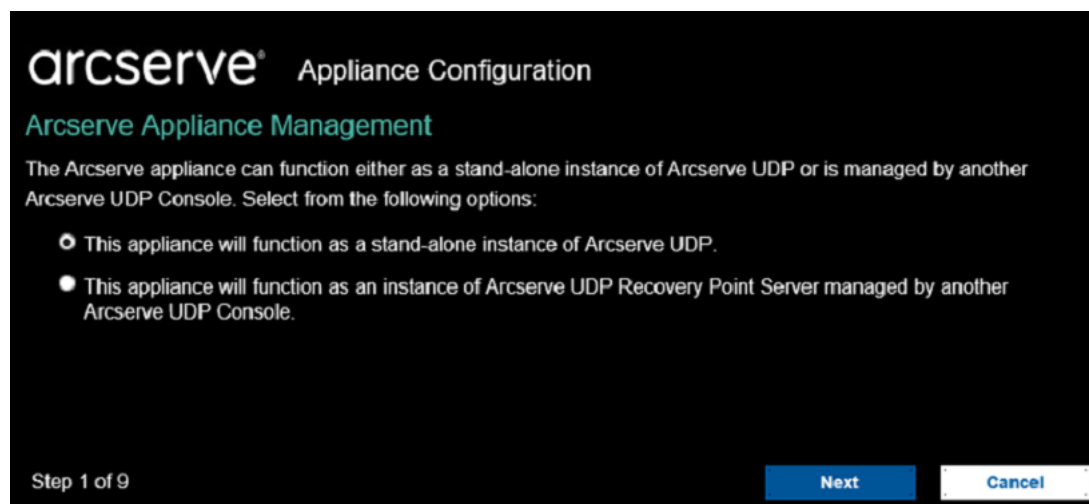 arcserve® Appliance Configuration
Arcserve Appliance Management
The Arcserve appliance can function either as a stand-alone instance of Arcserve UDP or is managed by another
Arcserve UDP Console. Select from the following options:
This appliance will function as a stand-alone instance of Arcserve UDP.
This appliance will function as an instance of Arcserve UDP Recovery Point Server managed by another
Arcserve UDP Console.
Step 1 of 9 Next Cancel